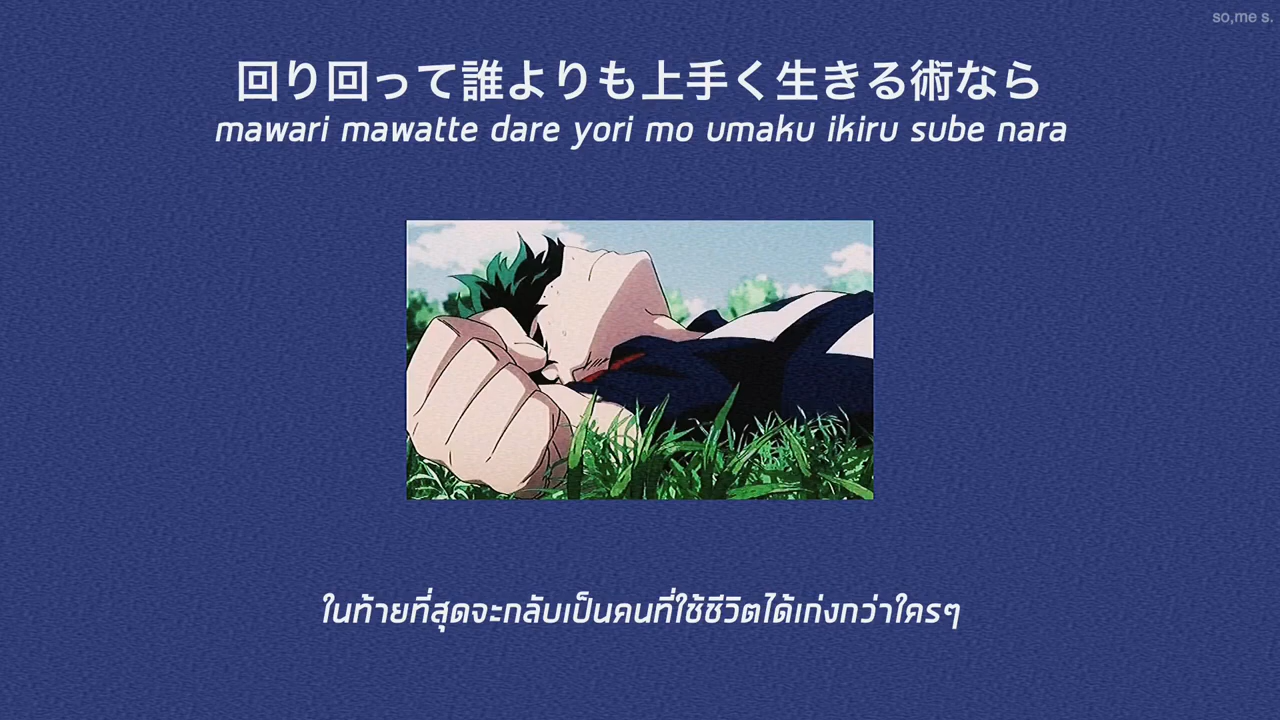 so,me s.
回り回って誰よりも上手く生きる術なら
mawari mawatte dare yori mo umaku ikiru sube nara
ในท้ายที่สุดจะกลับเป็นคนที่ใช้ชีวิตได้เก่งกว่าใครๆ